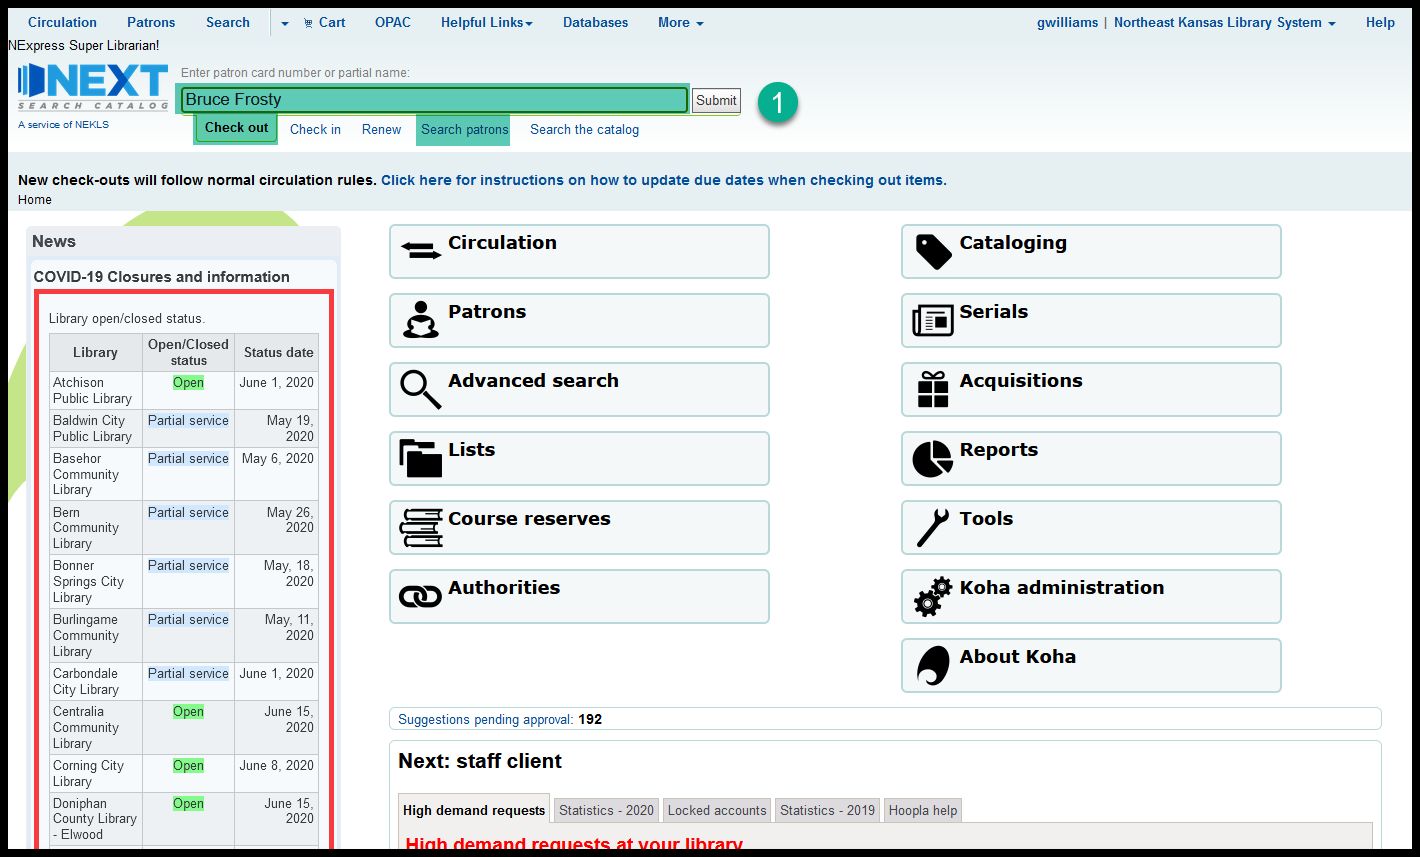 Circulation Patrons Search Cart OPAC Helpful Links Databases More gwilliams | Northeast Kansas Library System Help
NExpress Super Librarian!
NEXT
SEARCH CATALOG
A service of NEKLS
Enter patron card number or partial name:
Bruce Frosty Submit 1
Check out Check in Renew Search patrons Search the catalog
New check-outs will follow normal circulation rules. Click here for instructions on how to update due dates when checking out items.
Home
News
COVID-19 Closures and information
Library open/closed status.
Library Open/Closed status Status date
Atchison Public Library Open June 1, 2020
Baldwin City Public Library Partial service May 19, 2020
Basehor Community Library Partial service May 6, 2020
Bern Community Library Partial service May 26, 2020
Bonner Springs City Library Partial service May, 18, 2020
Burlingame Community Library Partial service May, 11, 2020
Carbondale City Library Partial service June 1, 2020
Centralia Community Library Open June 15, 2020
Corning City Library Open June 8, 2020
Doniphan County Library - Elwood Open June 15, 2020
Circulation
Patrons
Advanced search
Lists
Course reserves
Authorities
Cataloging
Serials
Acquisitions
Reports
Tools
Koha administration
About Koha
Suggestions pending approval: 192
Next: staff client
High demand requests Statistics - 2020 Locked accounts Statistics - 2019 Hoopla help
High demand requests at your library